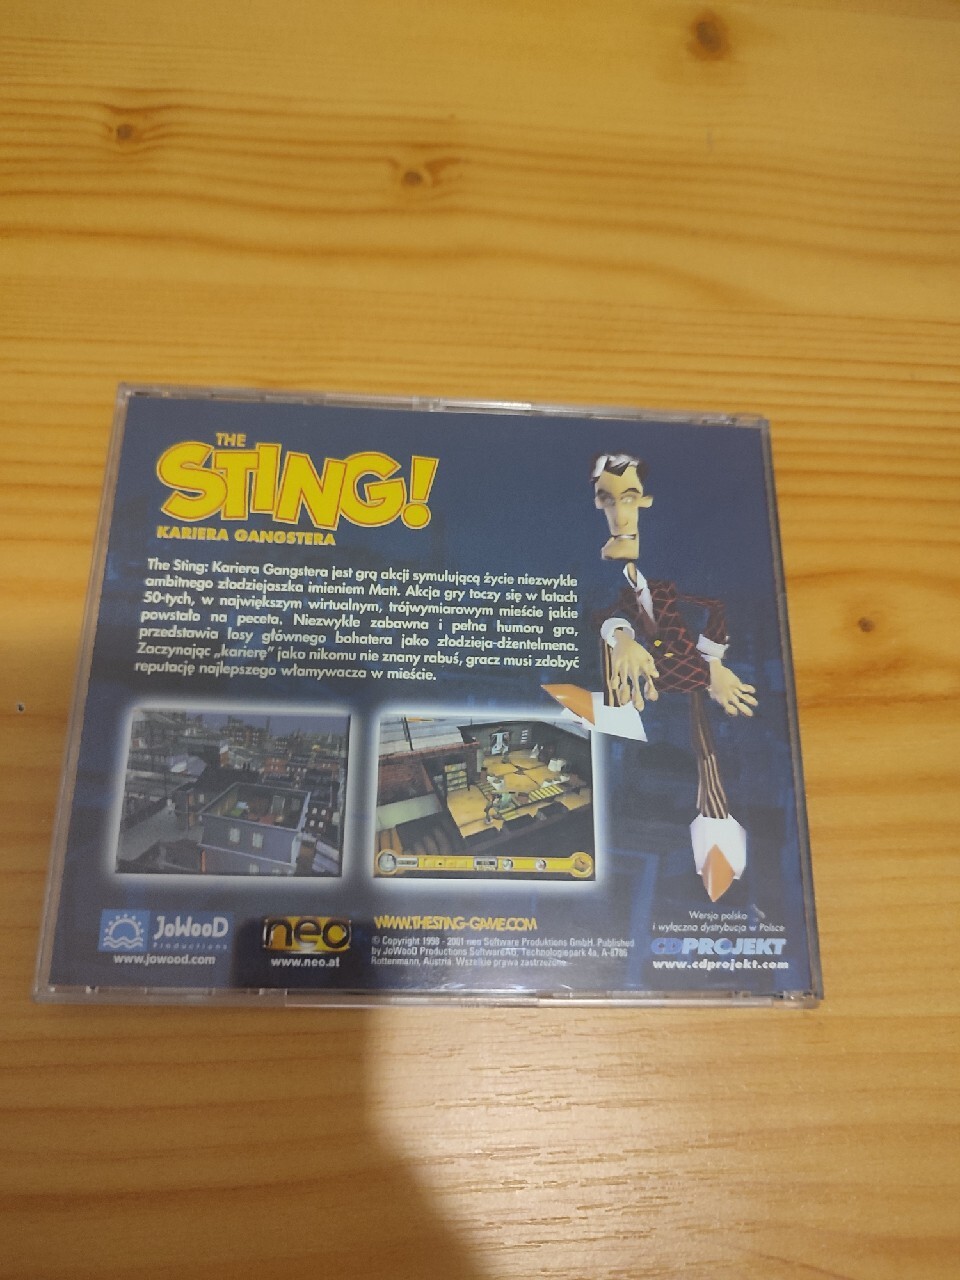 THE
STING!
KARIERA GANGSTERA
The Sting: Kariera Gangstera jest grą akcji symulującą życie niezwykle
ambitnego złodziejaszka imieniem Matt. Akcja gry toczy się w latach
50-tych, w największym wirtualnym, trójwymiarowym mieście jakie
powstało na peceta. Niezwykle zabawna i pełna humoru gra,
przedstawia losy głównego bohatera jako złodzieja-dżentelmena.
Zaczynając „karierę” jako nikomu nie znany rabuś, gracz musi zdobyć
reputację najlepszego włamywacza w mieście.
JoWooD
Productions
www.jowood.com
neo
www.neo.at
WWW.THESTING-GAME.COM
© Copyright 1998 - 2001 neo Software Produktions GmbH. Published
by JoWooD Productions SoftwareAG, Technologiepark 4a, A-8786
Rottenmann, Austria. Wszelkie prawa zastrzeżone.
Wersja polska
i wyłączna dystrybucja w Polsce
CDPROJEKT
www.cdprojekt.com